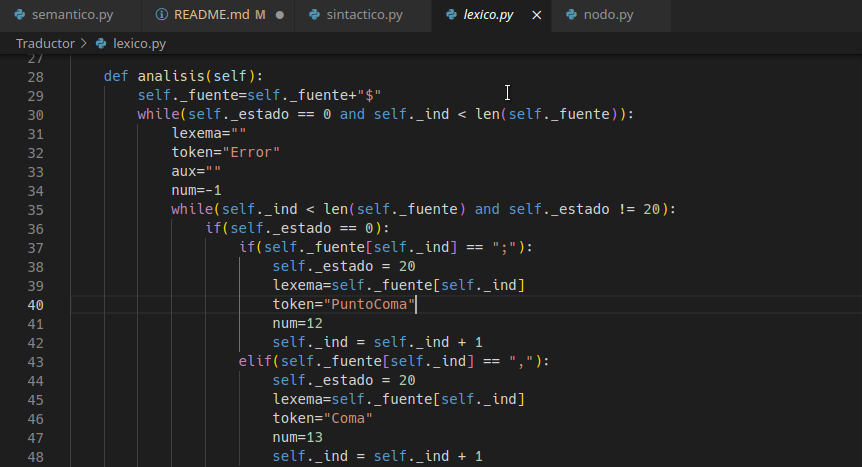 semantico.py README.md M sintactico.py lexico.py nodo.py
Traductor > lexico.py
27
28 def analisis(self):
29 self._fuente=self._fuente+"$"
30 while(self._estado == 0 and self._ind < len(self._fuente)):
31 lexema=""
32 token="Error"
33 aux=""
34 num=-1
35 while(self._ind < len(self._fuente) and self._estado != 20):
36 if(self._estado == 0):
37 if(self._fuente[self._ind] == ";"):
38 self._estado = 20
39 lexema=self._fuente[self._ind]
40 token="PuntoComa"
41 num=12
42 self._ind = self._ind + 1
43 elif(self._fuente[self._ind] == ","):
44 self._estado = 20
45 lexema=self._fuente[self._ind]
46 token="Coma"
47 num=13
48 self._ind = self._ind + 1